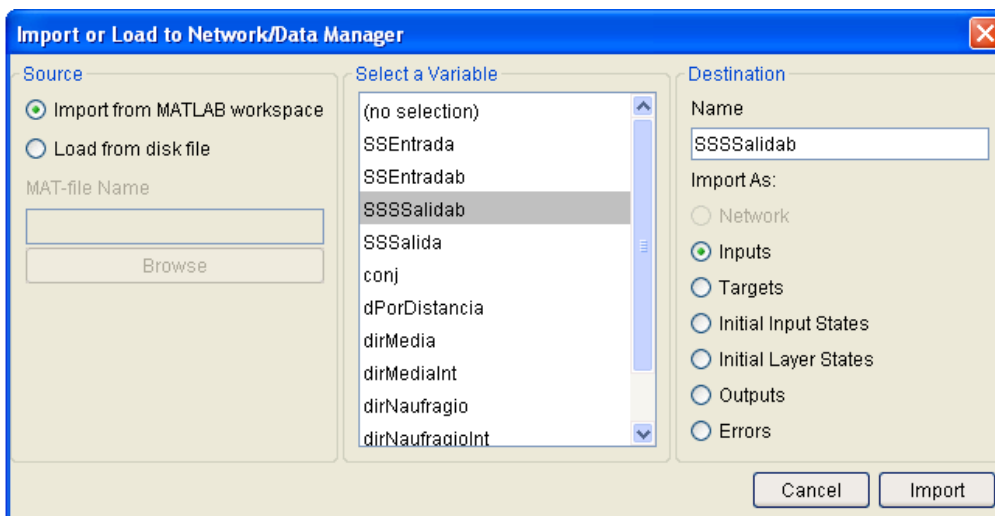 Import or Load to Network/Data Manager
Source
Import from MATLAB workspace
Load from disk file
MAT-file Name
Browse
Select a Variable
(no selection)
SSEntrada
SSEntradab
SSSSalidab
SSSalida
conj
dPorDistancia
dirMedia
dirMediaInt
dirNaufragio
dirNaufragioInt
Destination
Name
SSSSalidab
Import As:
Network
Inputs
Targets
Initial Input States
Initial Layer States
Outputs
Errors
Cancel
Import